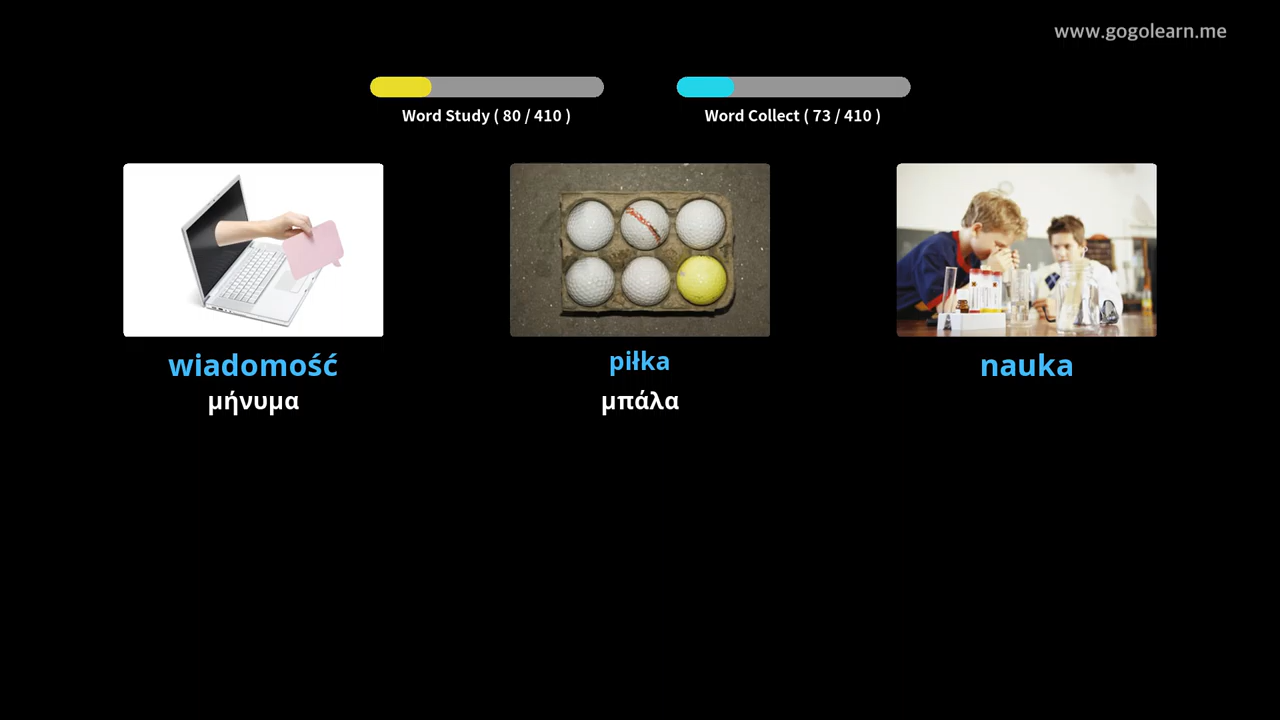 www.gogolearn.me
Word Study ( 80 / 410 )
Word Collect ( 73 / 410 )
wiadomość
μήνυμα
piłka
μπάλα
nauka